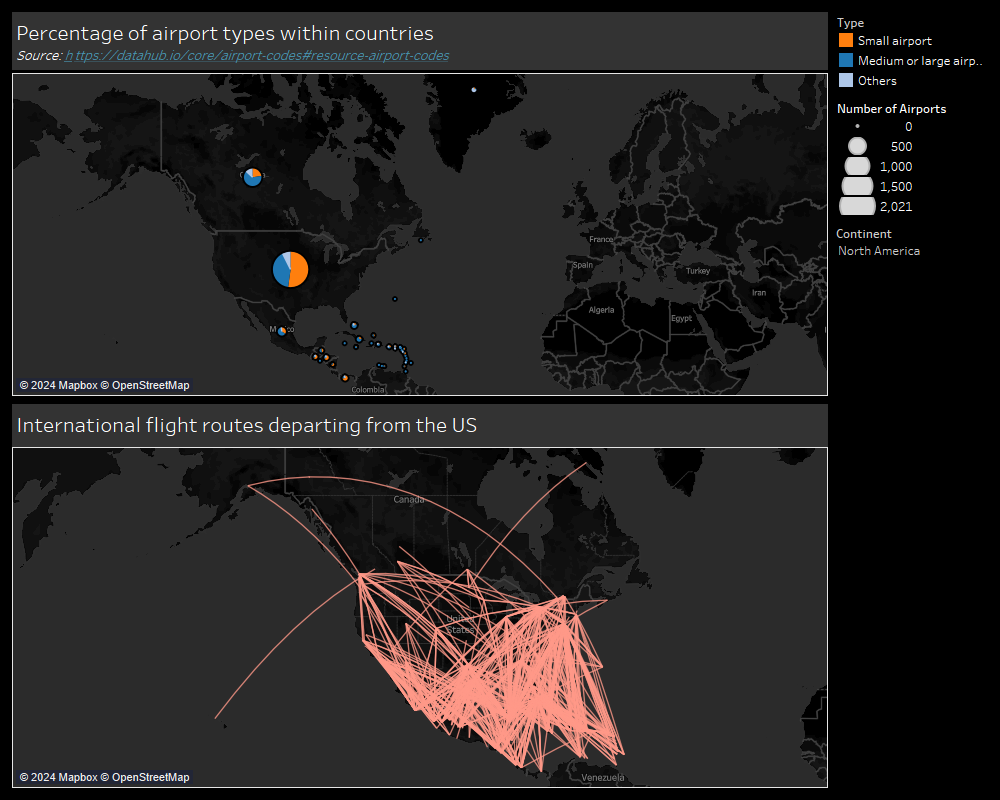 Percentage of airport types within countries
Source: https://datahub.io/core/airport-codes#resource-airport-codes
Type
Small airport
Medium or large airp..
Others
Number of Airports
0
500
1,000
1,500
2,021
Continent
North America
France
Spain
Turkey
Iran
Algeria
Egypt
Colombia
© 2024 Mapbox © OpenStreetMap
International flight routes departing from the US
Canada
United
States
Venezuela
© 2024 Mapbox © OpenStreetMap